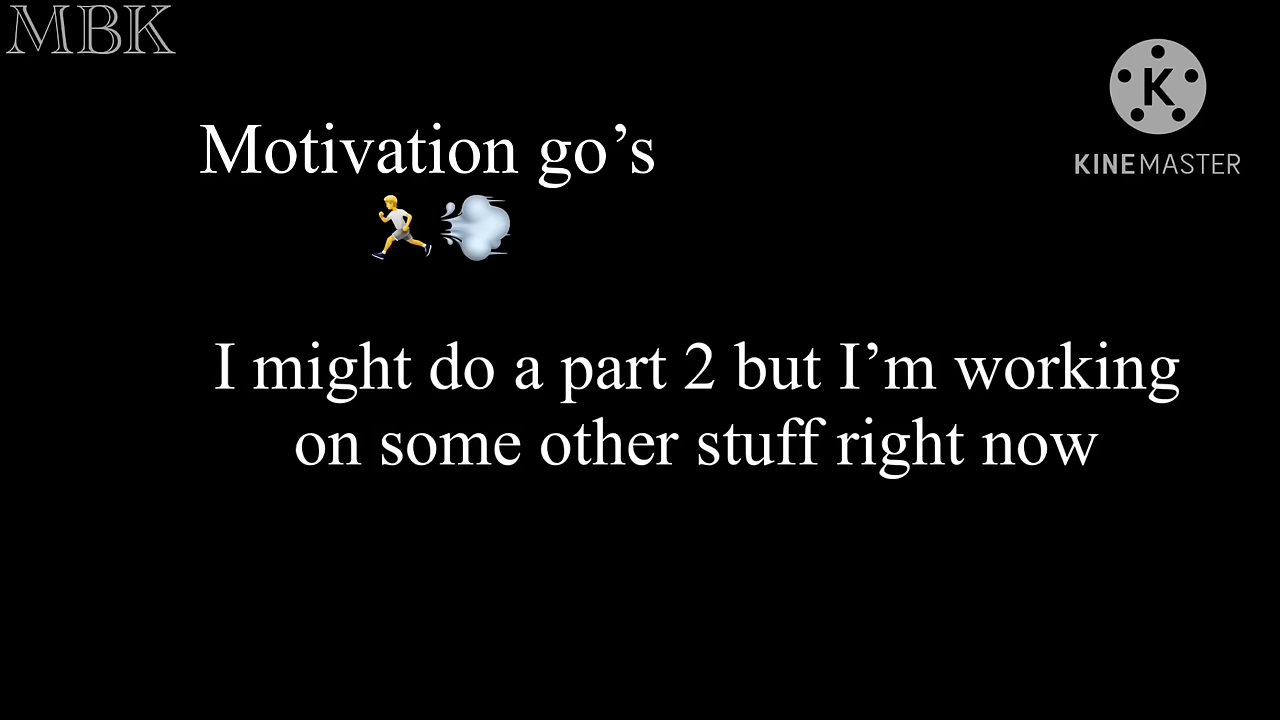 MBK
K
KINEMASTER
Motivation go’s
🏃💨
I might do a part 2 but I’m working
on some other stuff right now